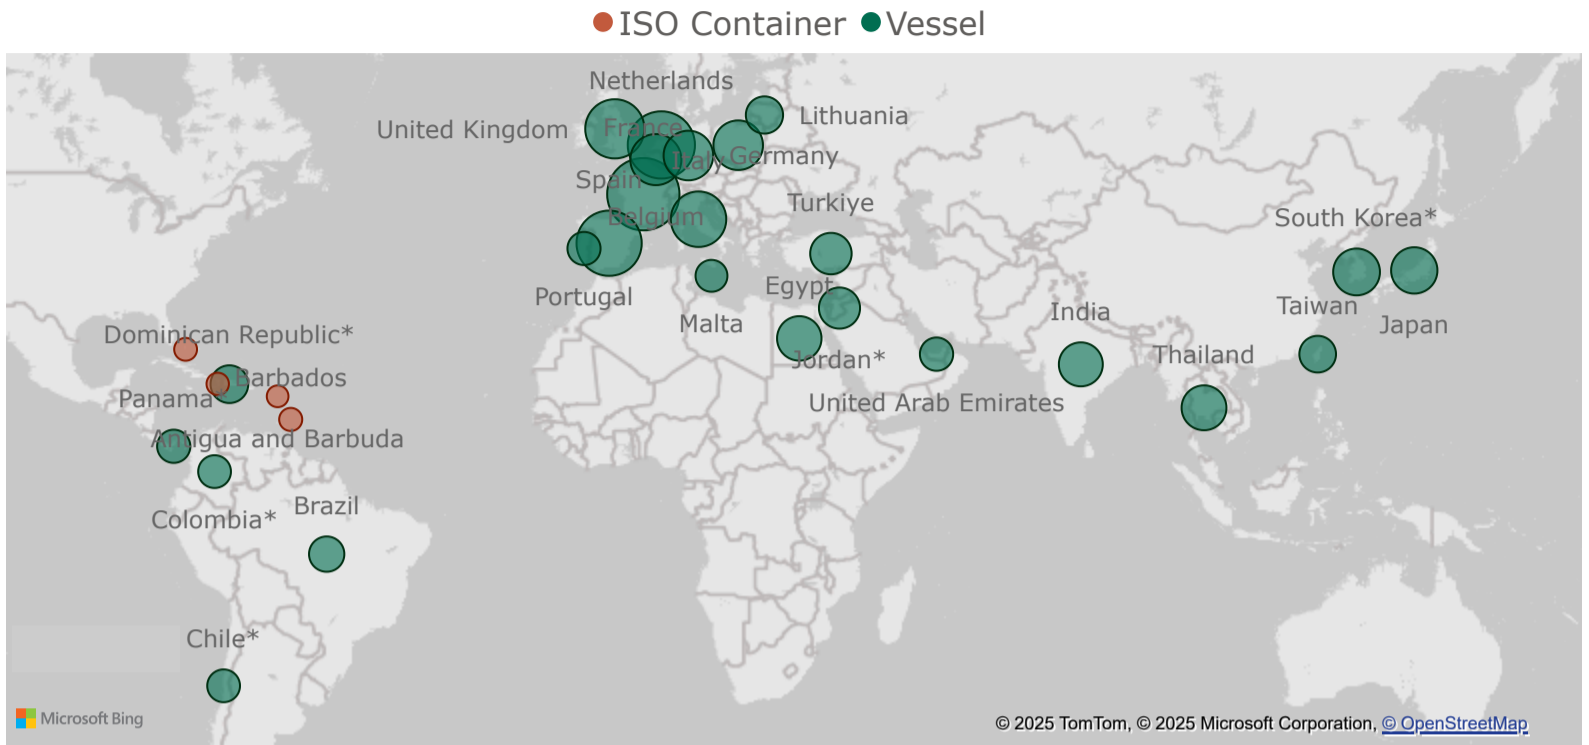 ISO Container Vessel
Netherlands
Lithuania
United Kingdom
France
Italy
Germany
Spain
Turkiye
Belgium
South Korea*
Egypt
Portugal
Malta
India
Taiwan
Japan
Dominican Republic*
Jordan*
Thailand
Barbados
Panama*
United Arab Emirates
Antigua and Barbuda
Colombia*
Brazil
Chile*
Microsoft Bing
© 2025 TomTom, © 2025 Microsoft Corporation, © OpenStreetMap